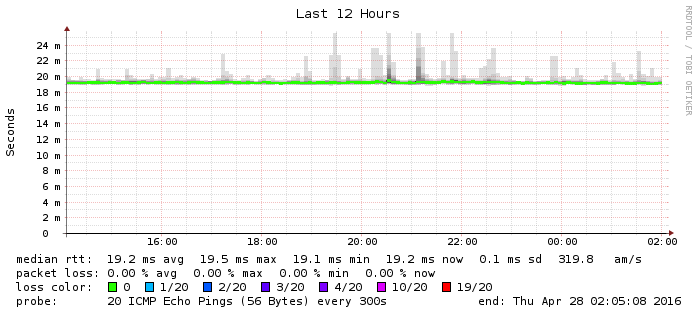 Last 12 Hours
RRDTOOL / TOBI OETIKER
Seconds
24 m
22 m
20 m
18 m
16 m
14 m
12 m
10 m
8 m
6 m
4 m
2 m
0
16:00 18:00 20:00 22:00 00:00 02:00
median rtt: 19.2 ms avg 19.5 ms max 19.1 ms min 19.2 ms now 0.1 ms sd 319.8 am/s
packet loss: 0.00 % avg 0.00 % max 0.00 % min 0.00 % now
loss color: 0 1/20 2/20 3/20 4/20 10/20 19/20
probe: 20 ICMP Echo Pings (56 Bytes) every 300s end: Thu Apr 28 02:05:08 2016